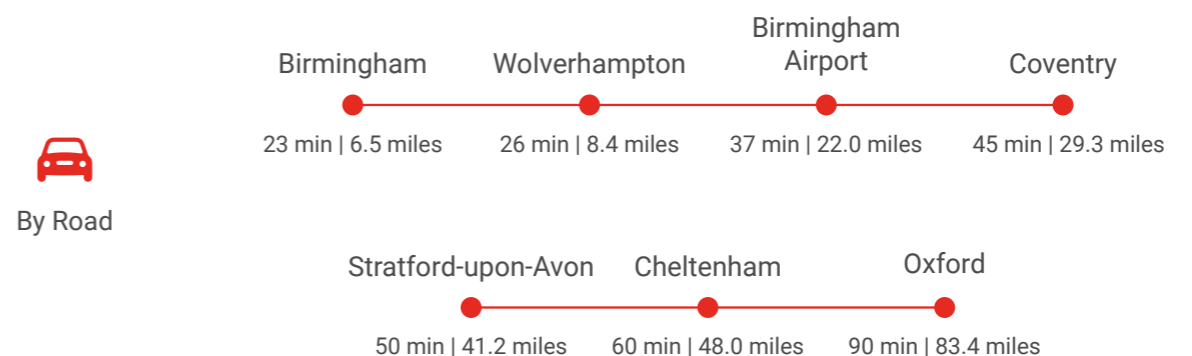 Birmingham
Wolverhampton
Birmingham
Airport
Coventry
23 min | 6.5 miles
26 min | 8.4 miles
37 min | 22.0 miles
45 min | 29.3 miles
By Road
Stratford-upon-Avon
Cheltenham
Oxford
50 min | 41.2 miles
60 min | 48.0 miles
90 min | 83.4 miles